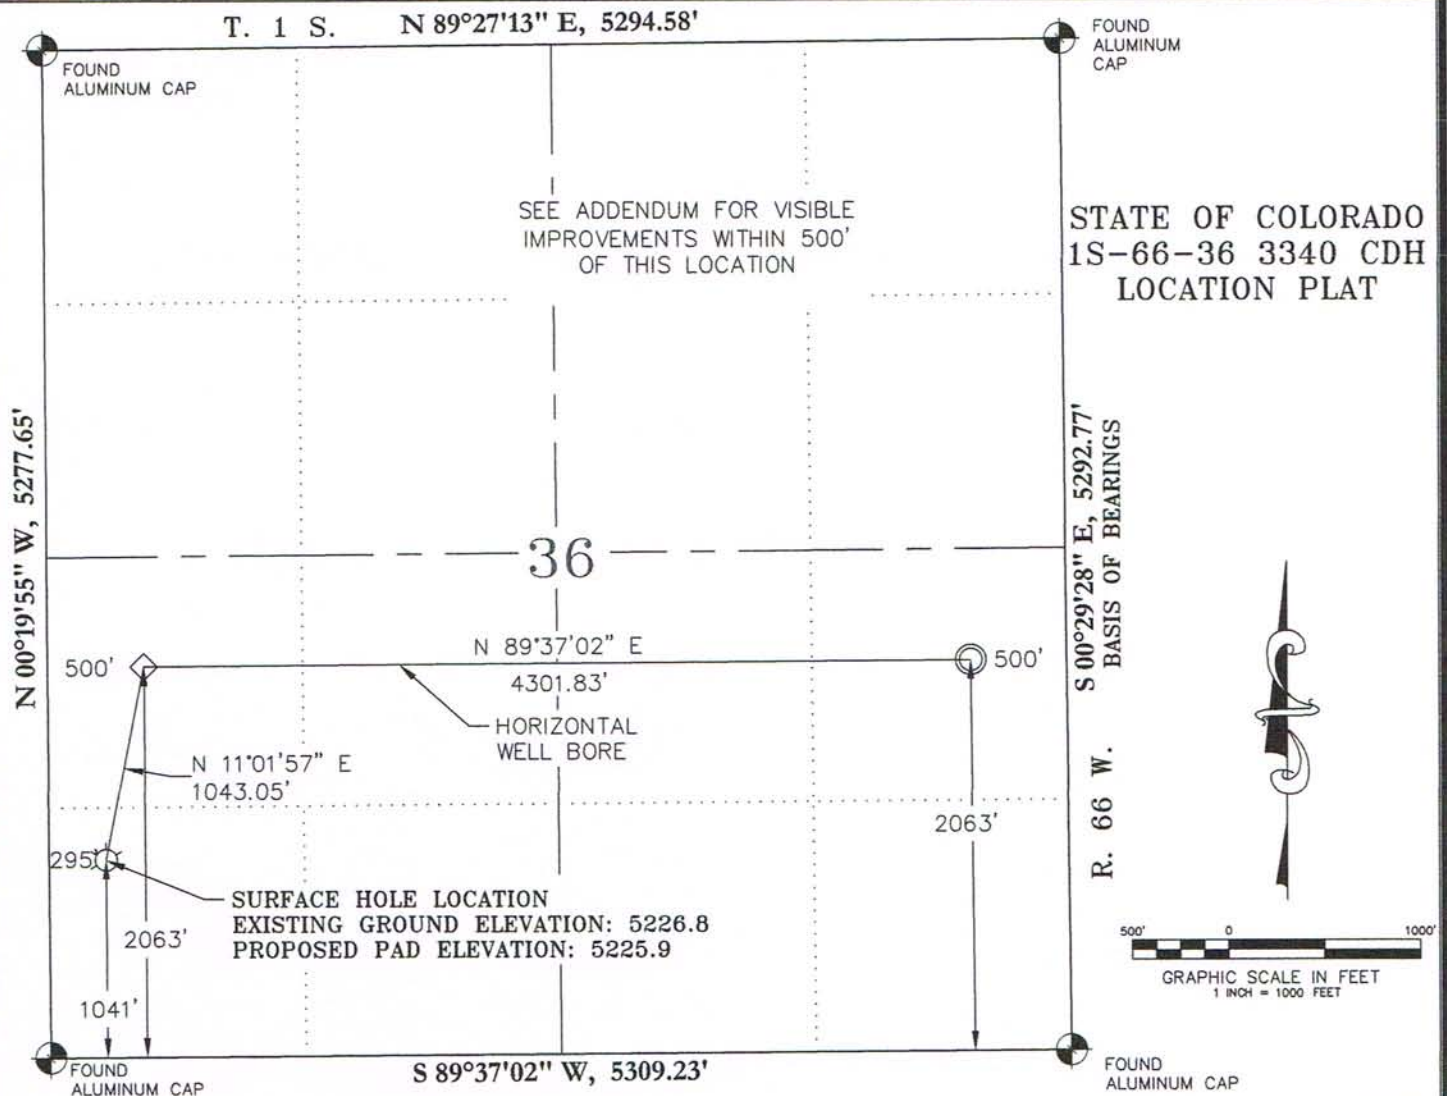 T. 1 S. N 89°27'13" E, 5294.58'
FOUND
ALUMINUM CAP
FOUND
ALUMINUM
CAP
SEE ADDENDUM FOR VISIBLE
IMPROVEMENTS WITHIN 500'
OF THIS LOCATION
STATE OF COLORADO
1S-66-36 3340 CDH
LOCATION PLAT
N 00°19'55" W, 5277.65'
S 00°29'28" E, 5292.77'
BASIS OF BEARINGS
36
500'
N 89°37'02" E
4301.83'
500'
HORIZONTAL
WELL BORE
N 11°01'57" E
1043.05'
R. 66 W.
2063'
295'
SURFACE HOLE LOCATION
EXISTING GROUND ELEVATION: 5226.8
PROPOSED PAD ELEVATION: 5225.9
2063'
1041'
500' 0 1000'
GRAPHIC SCALE IN FEET
1 INCH = 1000 FEET
FOUND
ALUMINUM CAP
S 89°37'02" W, 5309.23'
FOUND
ALUMINUM CAP